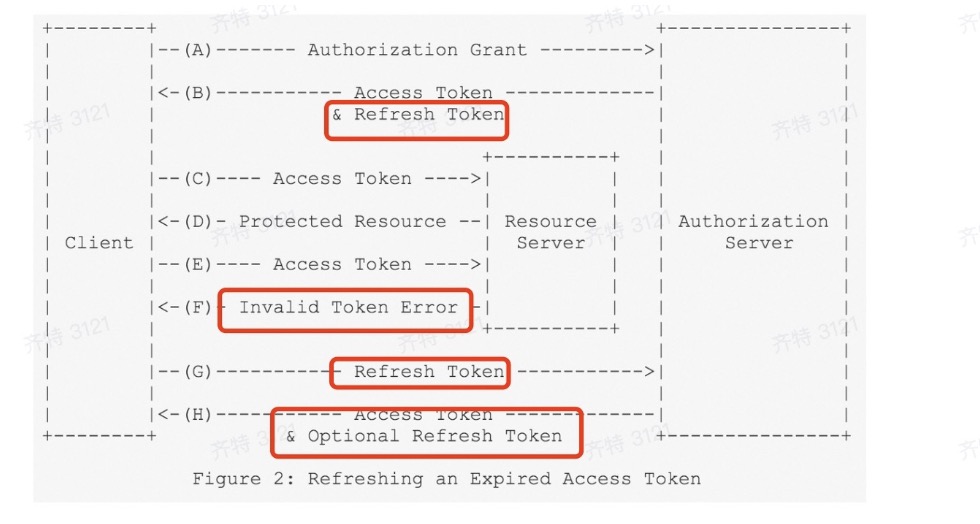 +--------+                                           +---------------+
|        |--(A)------- Authorization Grant --------->|               |
|        |                                           |               |
|        |<-(B)----------- Access Token -------------|               |
|        |               & Refresh Token             |               |
|        |                                           |               |
|        |                            +----------+   |               |
|        |--(C)---- Access Token ---->|          |   |               |
|        |                            |          |   |               |
|        |<-(D)- Protected Resource --| Resource |   | Authorization |
| Client |                            |  Server  |   |     Server    |
|        |--(E)---- Access Token ---->|          |   |               |
|        |                            |          |   |               |
|        |<-(F)- Invalid Token Error -|          |   |               |
|        |                            +----------+   |               |
|        |                                           |               |
|        |--(G)----------- Refresh Token ----------->|               |
|        |                                           |               |
|        |<-(H)----------- Access Token -------------|               |
+--------+           & Optional Refresh Token        +---------------+
Figure 2: Refreshing an Expired Access Token
齐特 3121